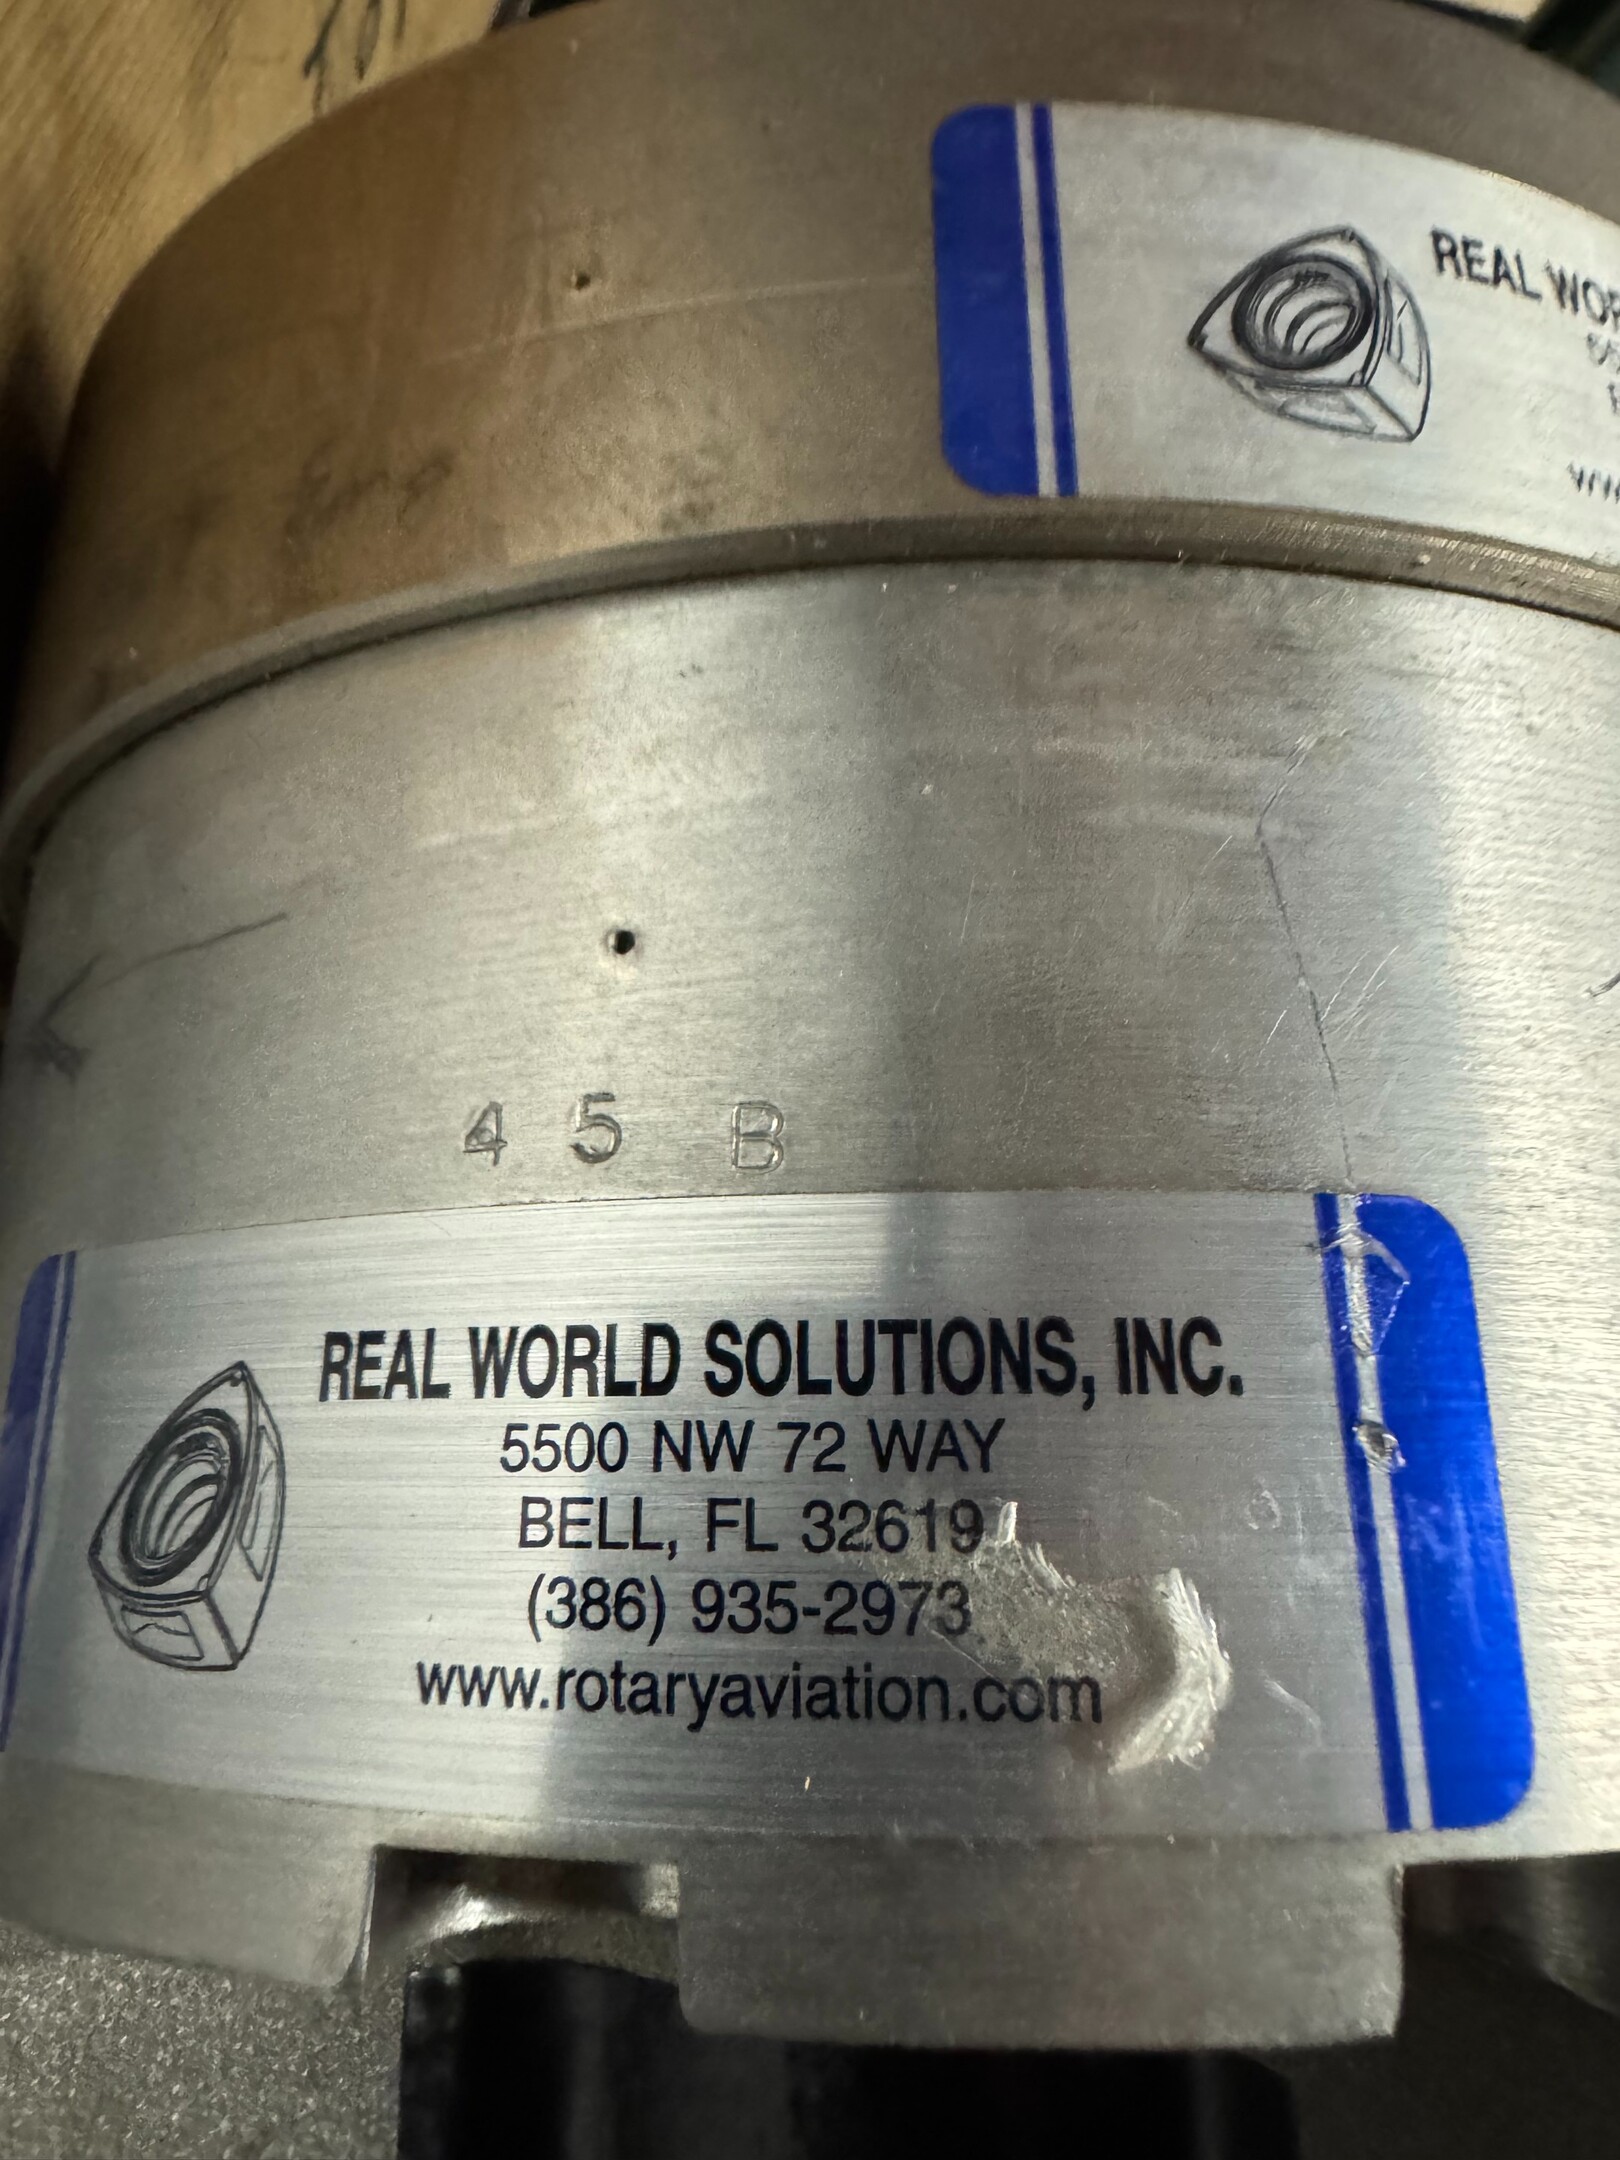 REAL WOR
45 B
REAL WORLD SOLUTIONS, INC.
5500 NW 72 WAY
BELL, FL 32619
(386) 935-2973
www.rotaryaviation.com